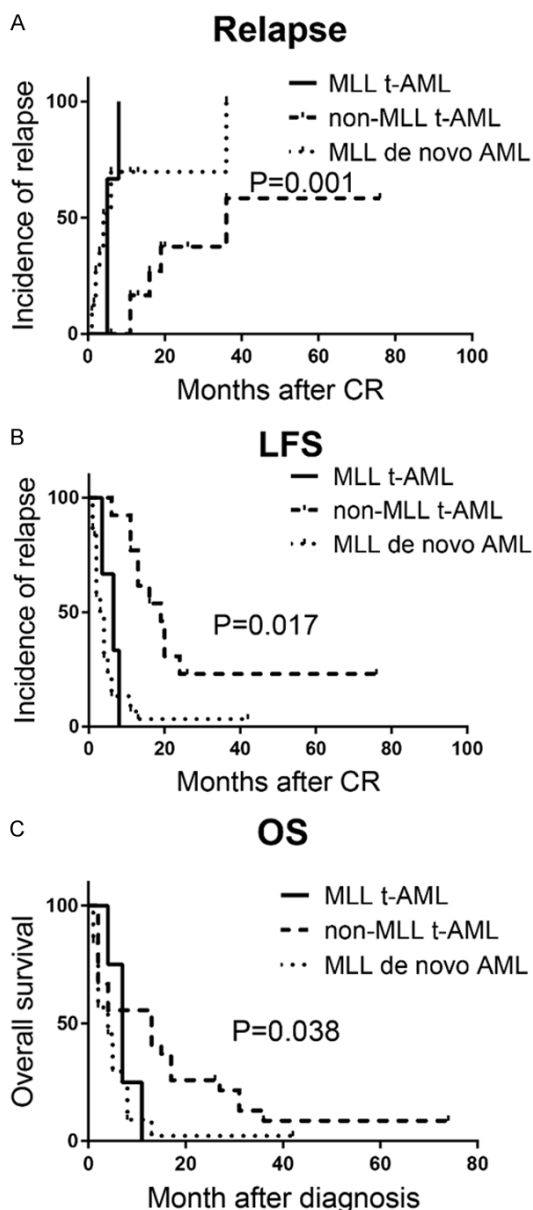 A
Relapse
MLL t-AML
non-MLL t-AML
MLL de novo AML
P=0.001
Incidence of relapse
100
50
0
0 20 40 60 80 100
Months after CR
B
LFS
MLL t-AML
non-MLL t-AML
MLL de novo AML
P=0.017
Incidence of relapse
100
50
0
0 20 40 60 80 100
Months after CR
C
OS
MLL t-AML
non-MLL t-AML
MLL de novo AML
P=0.038
Overall survival
100
50
0
0 20 40 60 80
Month after diagnosis